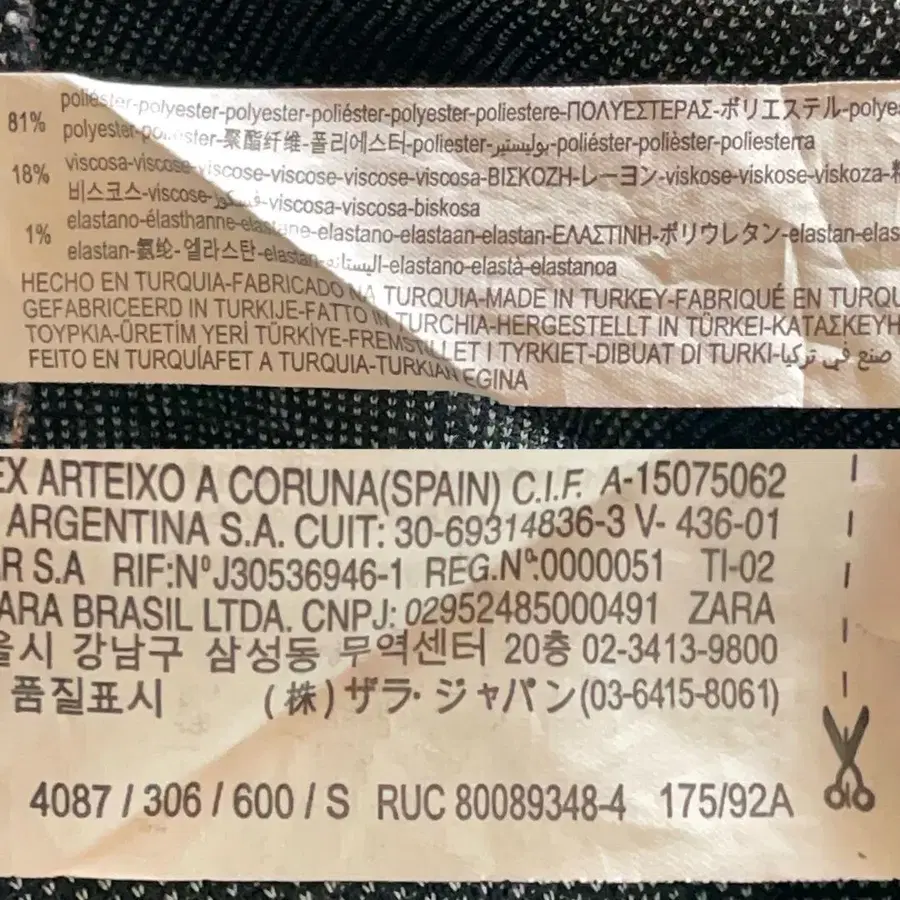 81% poliéster-polyester-polyester-poliéster-polyester-poliestere-ΠΟΛΥΕΣΤΕΡΑΣ-ポリエステル-polye
polyester-聚酯纤维-폴리에스터-poliester-بوليستير-poliéster-polièster-poliesterra
18% viscosa-viscose-viscose-viscose-viscose-viscosa-ΒΙΣΚΟΖΗ-レーヨン-viskose-viskose-viskoza-
비스코스-viscose-فسكوز-viscosa-viscosa-biskosa
1% elastano-élasthanne-elastane-elastano-elastaan-elastan-ΕΛΑΣΤΙΝΗ-ポリウレタン-elastan-elas
elastan-氨纶-엘라스탄-elastan-اليستان-elastano-elastà-elastanoa
HECHO EN TURQUIA-FABRICADO NA TURQUIA-MADE IN TURKEY-FABRIQUÉ EN TURQU
GEFABRICEERD IN TURKIJE-FATTO IN TURCHIA-HERGESTELLT IN TÜRKEI-ΚΑΤΑΣΚΕΥΗ
ΤΟΥΡΚΙΑ-ÜRETİM YERİ TÜRKİYE-FREMSTILLET I TYRKIET-DIBUAT DI TURKI-صنع في تركيا
FEITO EN TURQUÍAFET A TURQUIA-TURKIAN EGINA
EX ARTEIXO A CORUNA(SPAIN) C.I.F. A-15075062
ARGENTINA S.A. CUIT: 30-69314836-3 V- 436-01
R S.A RIF:NºJ30536946-1 REG.Nº:0000051 TI-02
ARA BRASIL LTDA. CNPJ: 02952485000491 ZARA
울시 강남구 삼성동 무역센터 20층 02-3413-9800
품질표시 (株)ザラ・ジャパン(03-6415-8061)
4087 / 306 / 600 / S RUC 80089348-4 175/92A